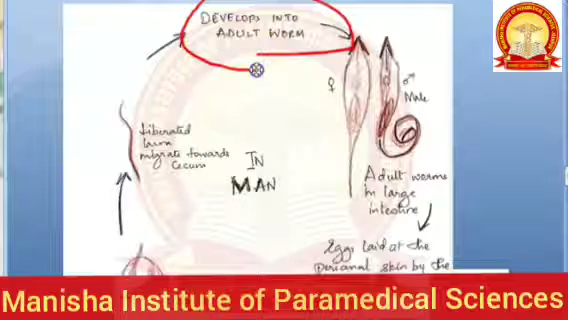 DEVELOPS INTO
ADULT WORM
♀
♂
Male
Liberated
larva
migrate towards
Cecum
IN
MAN
Adult worms
in large
intestine
Eggs laid at the
perianal skin by the
Manisha Institute of Paramedical Sciences